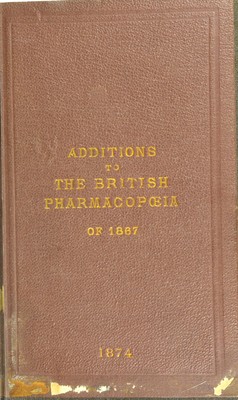 ADDITIONS
TO
THE BRITISH
PHARMACOPŒIA
OF 1867
1874